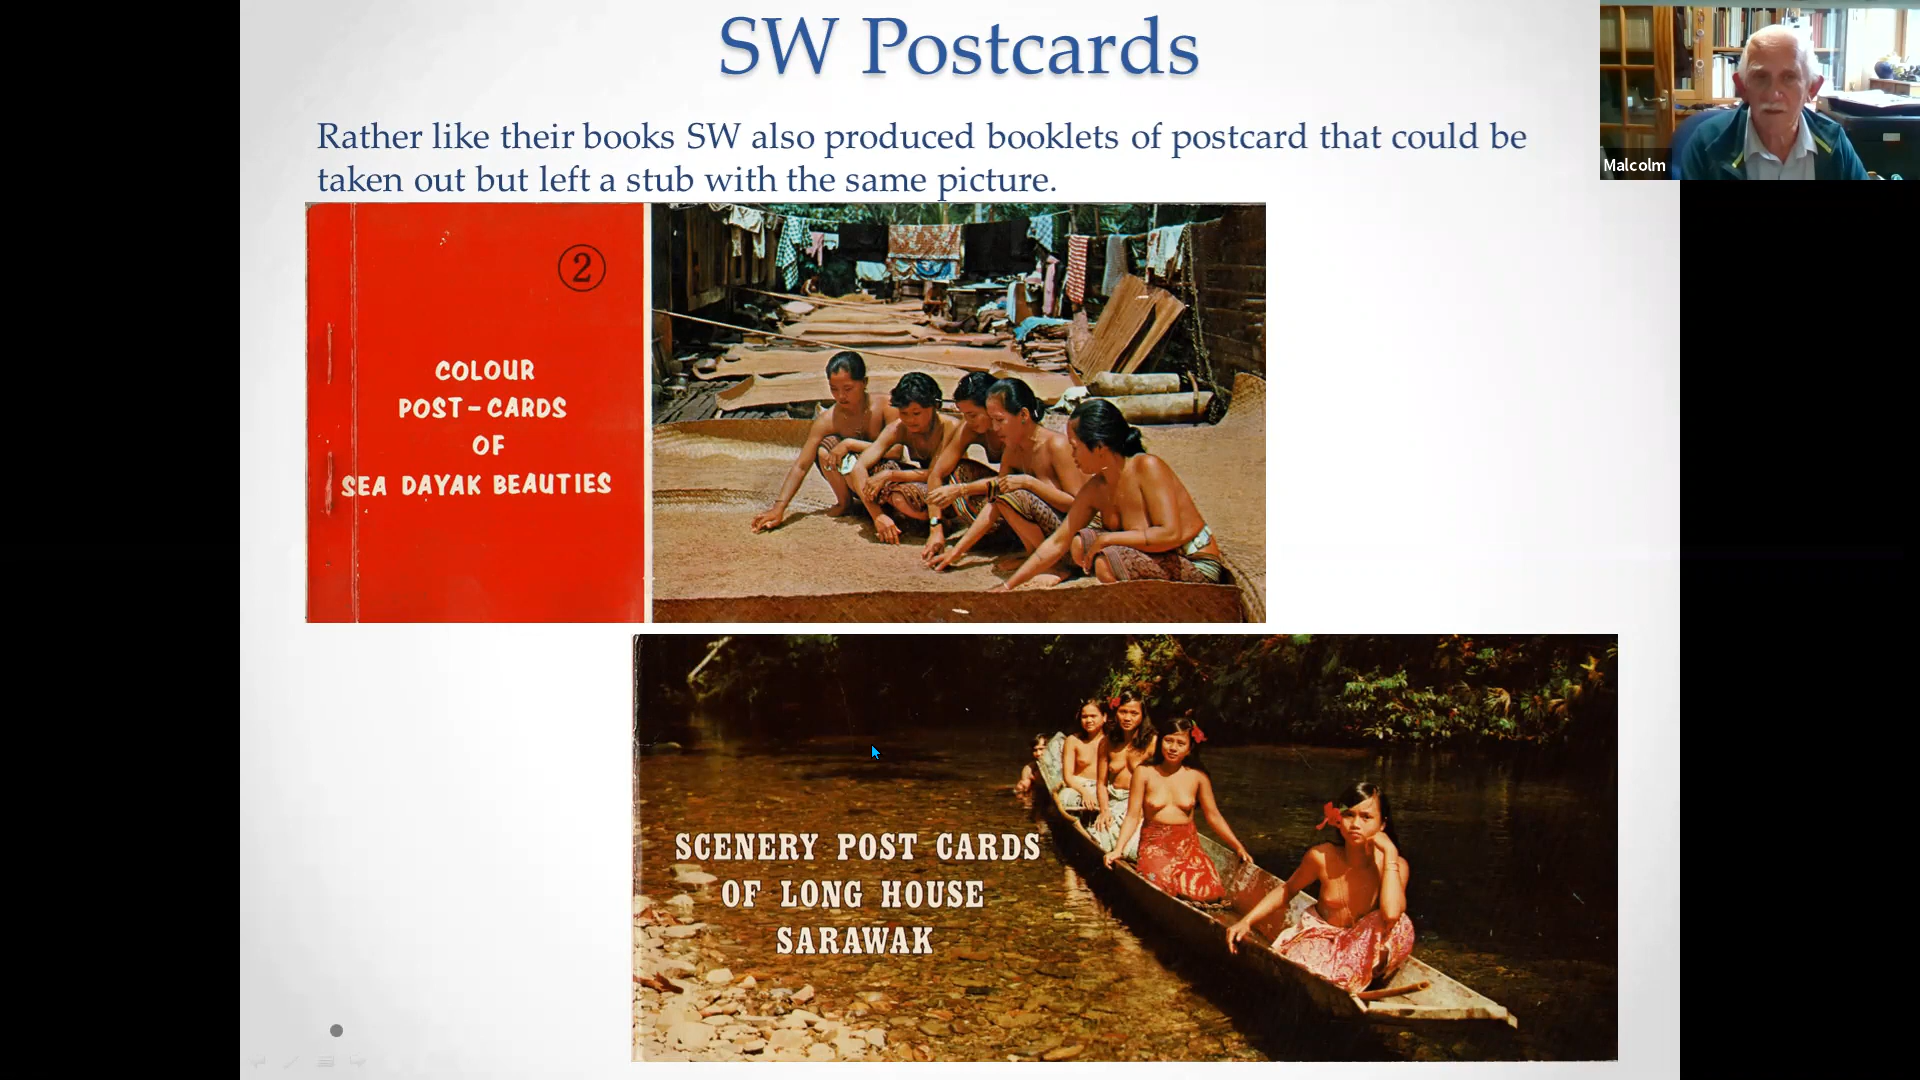 SW Postcards
Rather like their books SW also produced booklets of postcard that could be
taken out but left a stub with the same picture.
Malcolm
2
COLOUR
POST-CARDS
OF
SEA DAYAK BEAUTIES
SCENERY POST CARDS
OF LONG HOUSE
SARAWAK